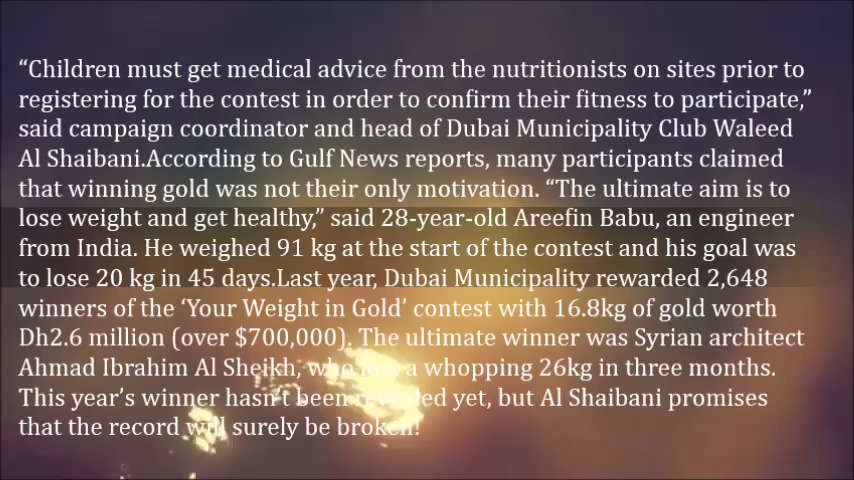 “Children must get medical advice from the nutritionists on sites prior to
registering for the contest in order to confirm their fitness to participate,”
said campaign coordinator and head of Dubai Municipality Club Waleed
Al Shaibani.According to Gulf News reports, many participants claimed
that winning gold was not their only motivation. “The ultimate aim is to
lose weight and get healthy,” said 28-year-old Areefin Babu, an engineer
from India. He weighed 91 kg at the start of the contest and his goal was
to lose 20 kg in 45 days.Last year, Dubai Municipality rewarded 2,648
winners of the ‘Your Weight in Gold’ contest with 16.8kg of gold worth
Dh2.6 million (over $700,000). The ultimate winner was Syrian architect
Ahmad Ibrahim Al Sheikh, who lost a whopping 26kg in three months.
This year’s winner hasn’t been revealed yet, but Al Shaibani promises
that the record will surely be broken!